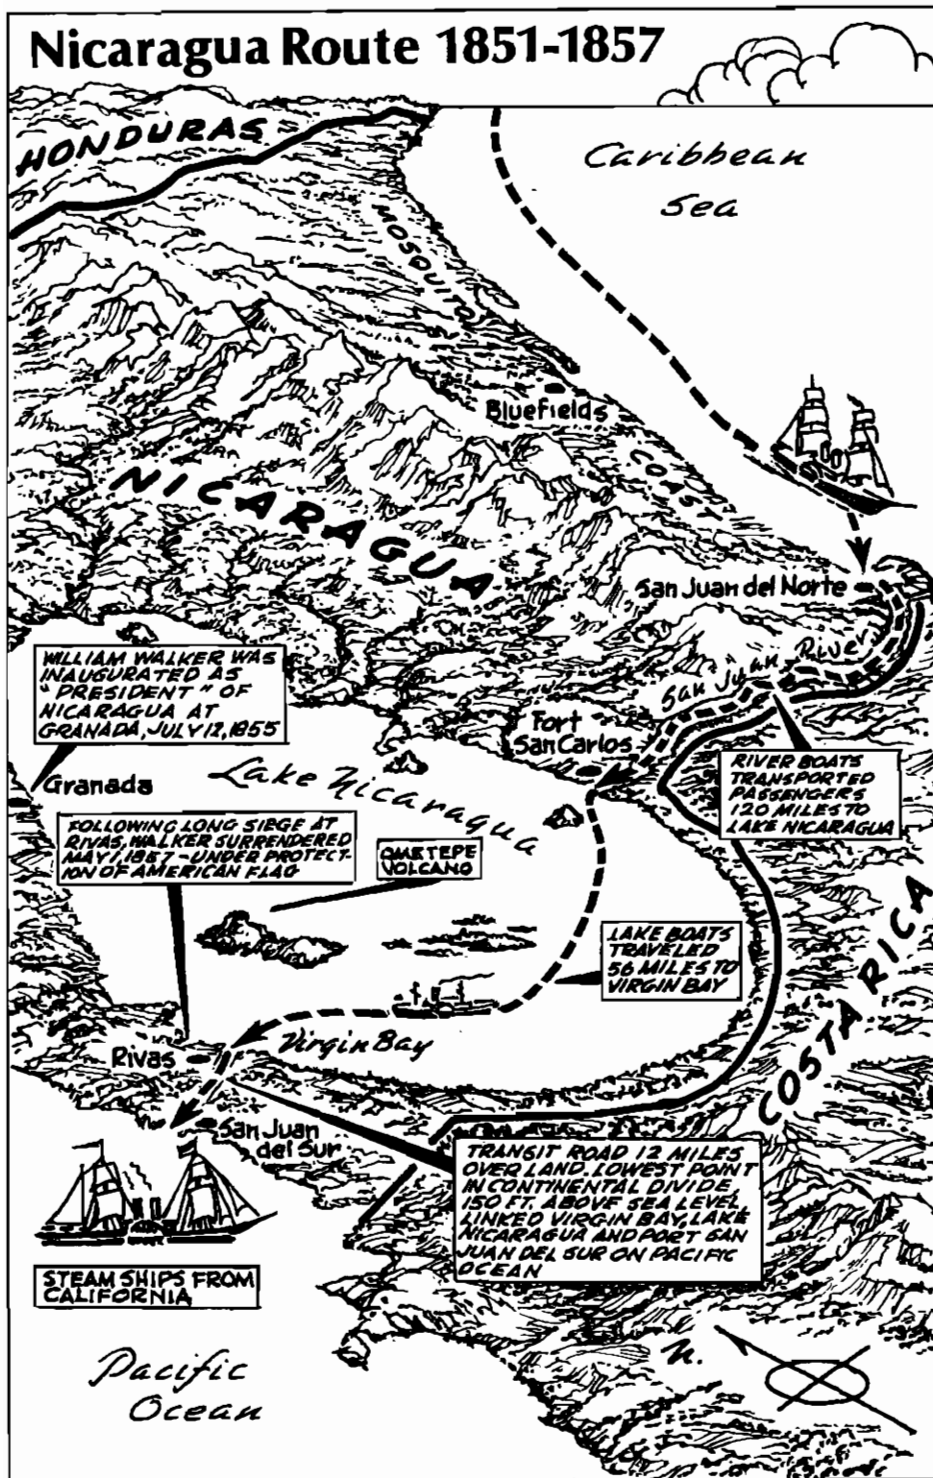 Nicaragua Route 1851-1857
HONDURAS
Caribbean
Sea
MOSQUITO
Bluefields
COAST
NICARAGUA
San Juan del Norte
San Juan River
WILLIAM WALKER WAS
INAUGURATED AS
"PRESIDENT" OF
NICARAGUA AT
GRANADA, JULY 12, 1855
Fort
San Carlos
Lake Nicaragua
Granada
RIVER BOATS
TRANSPORTED
PASSENGERS
120 MILES TO
LAKE NICARAGUA
FOLLOWING LONG SIEGE AT
RIVAS, WALKER SURRENDERED
MAY 1, 1857 - UNDER PROTECT-
ION OF AMERICAN FLAG
OMETEPE
VOLCANO
LAKE BOATS
TRAVELED
56 MILES TO
VIRGIN BAY
COSTA RICA
Virgin Bay
Rivas
San Juan
del Sur
TRANSIT ROAD 12 MILES
OVER LAND. LOWEST POINT
IN CONTINENTAL DIVIDE
150 FT. ABOVE SEA LEVEL,
LINKED VIRGIN BAY, LAKE
NICARAGUA AND PORT SAN
JUAN DEL SUR ON PACIFIC
OCEAN
STEAM SHIPS FROM
CALIFORNIA
N.
Pacific
Ocean